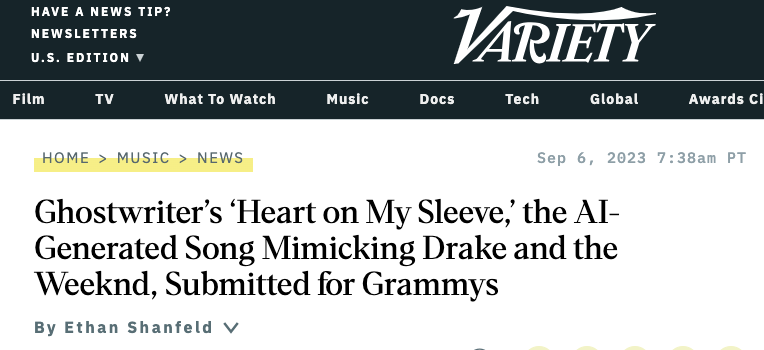 HAVE A NEWS TIP?
NEWSLETTERS
U.S. EDITION ▼
VARIETY
Film TV What To Watch Music Docs Tech Global Awards Ci
HOME > MUSIC > NEWS
Sep 6, 2023 7:38am PT
Ghostwriter’s ‘Heart on My Sleeve,’ the AI-
Generated Song Mimicking Drake and the
Weeknd, Submitted for Grammys
By Ethan Shanfeld